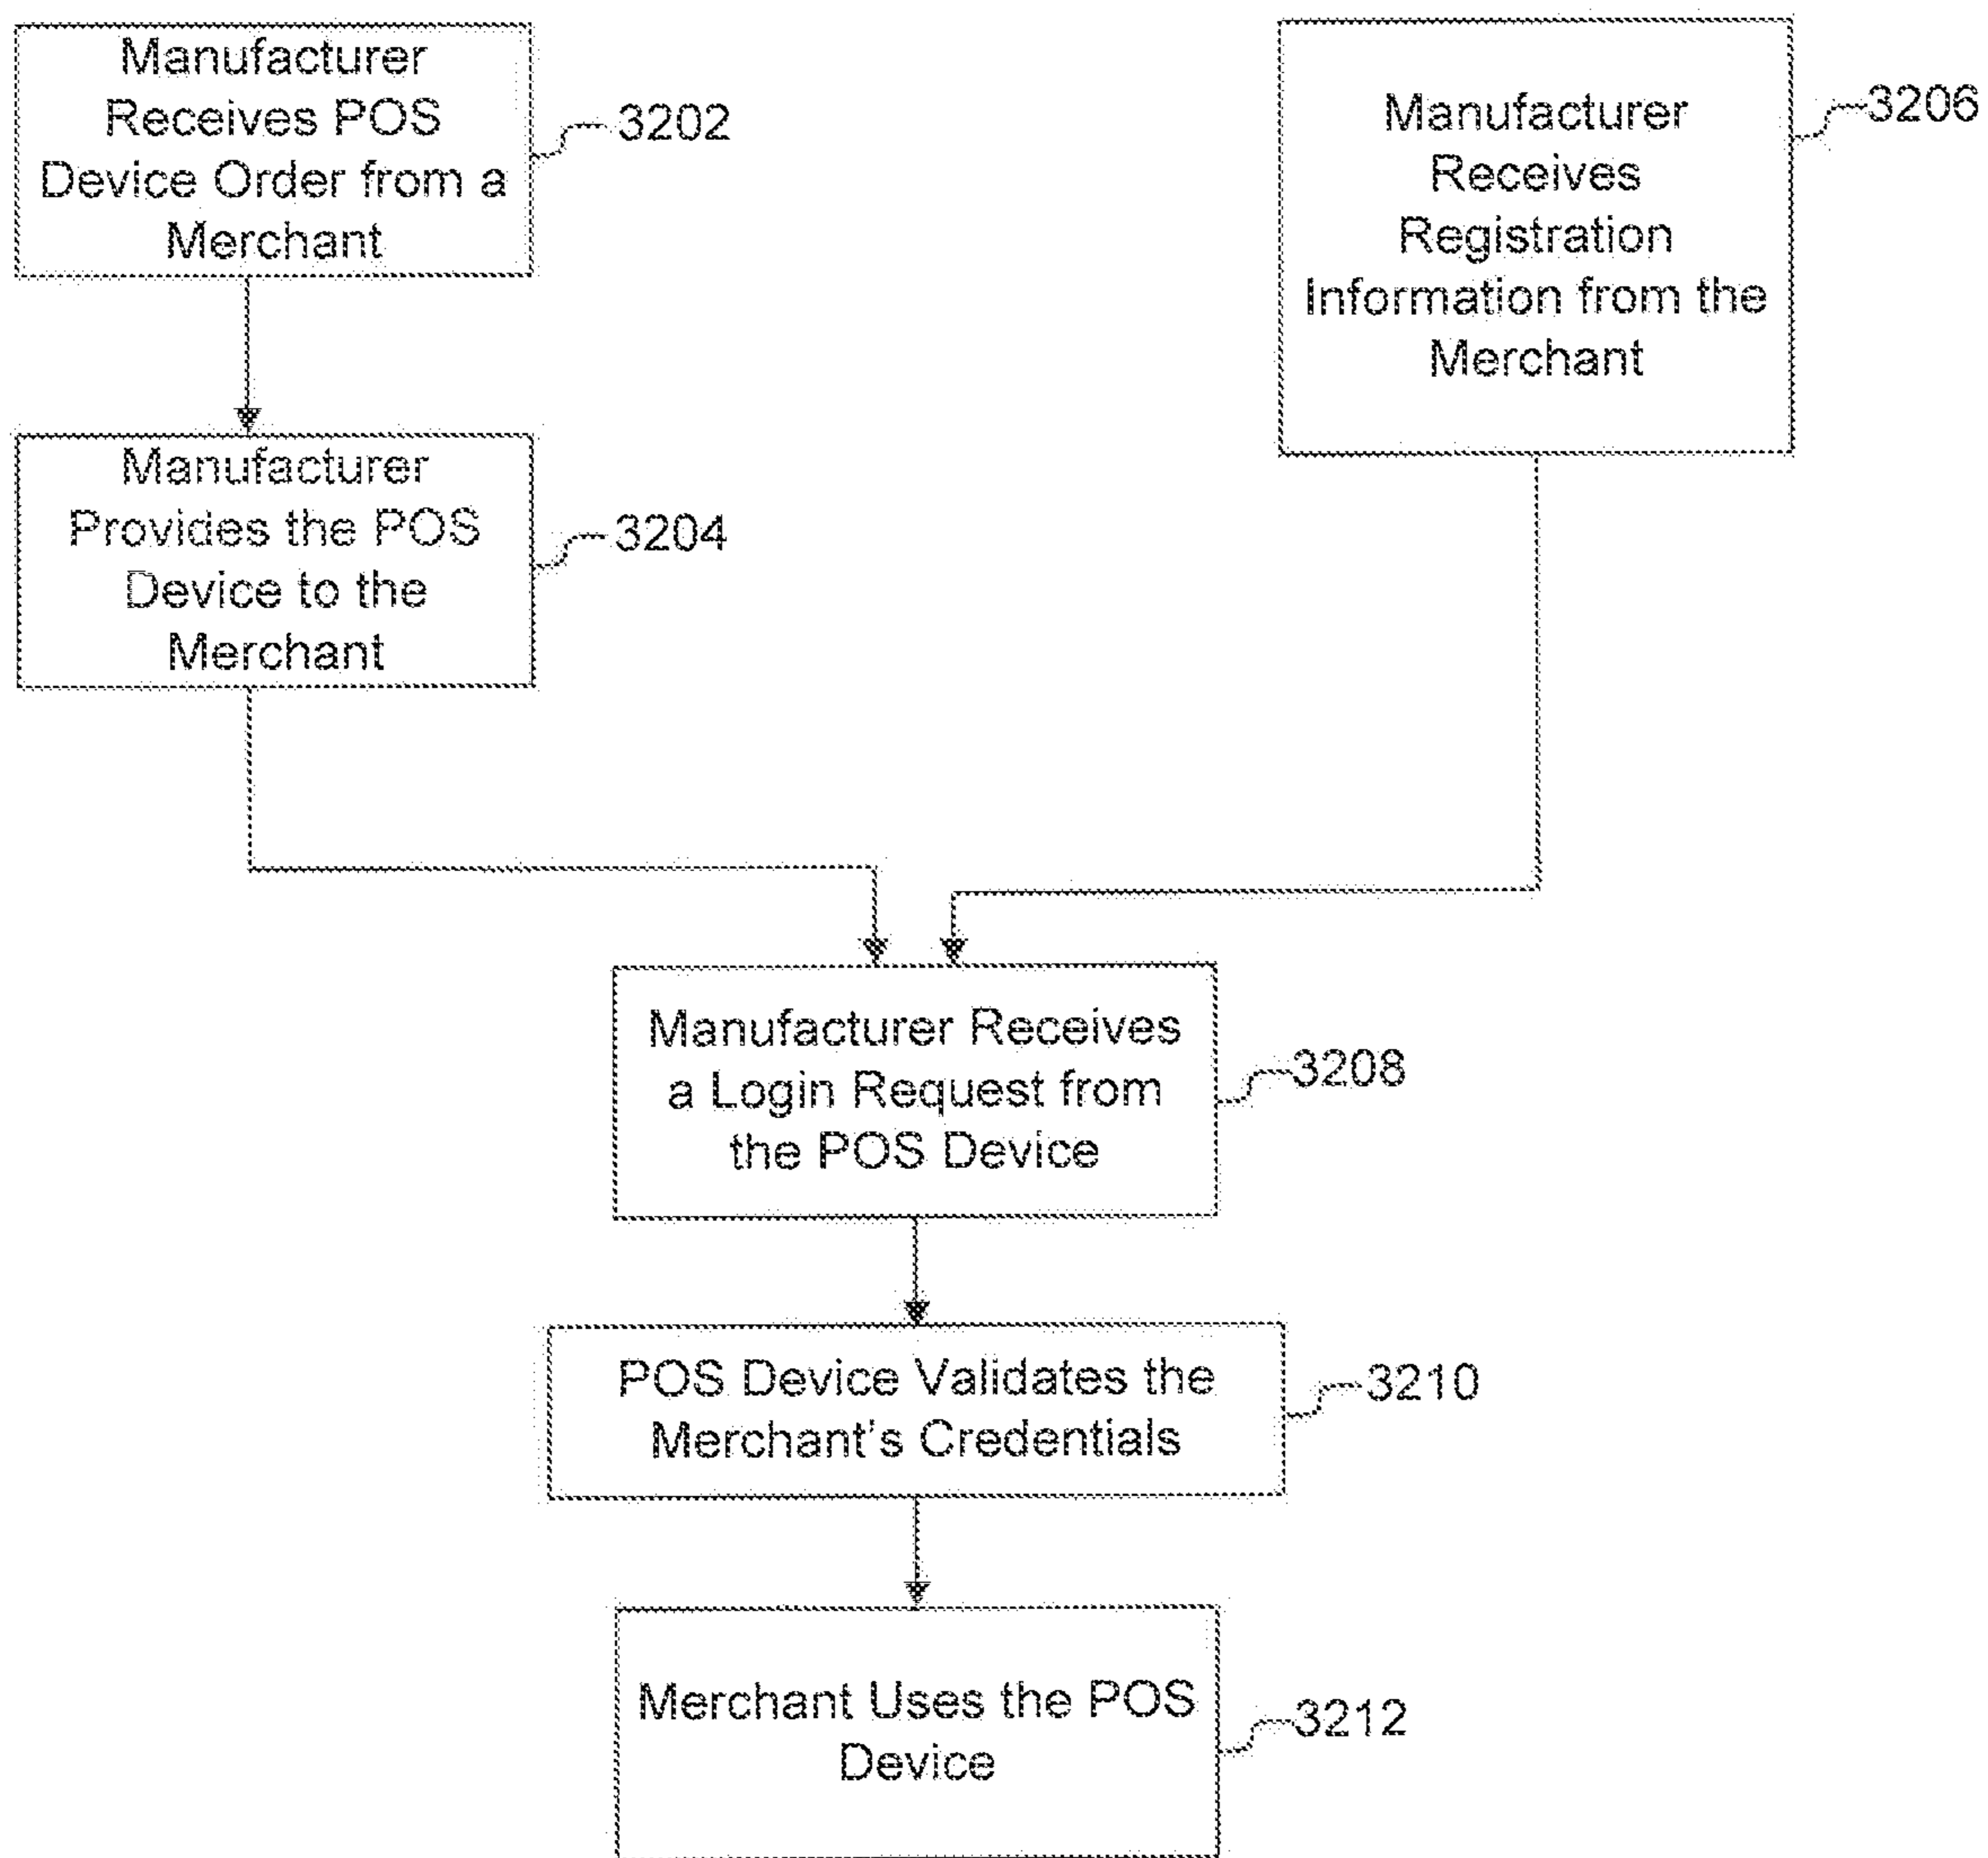 Manufacturer
Receives POS
Device Order from a
Merchant
3202
Manufacturer
Receives
Registration
Information from the
Merchant
3206
Manufacturer
Provides the POS
Device to the
Merchant
3204
Manufacturer Receives
a Login Request from
the POS Device
3208
POS Device Validates the
Merchant's Credentials
3210
Merchant Uses the POS
Device
3212